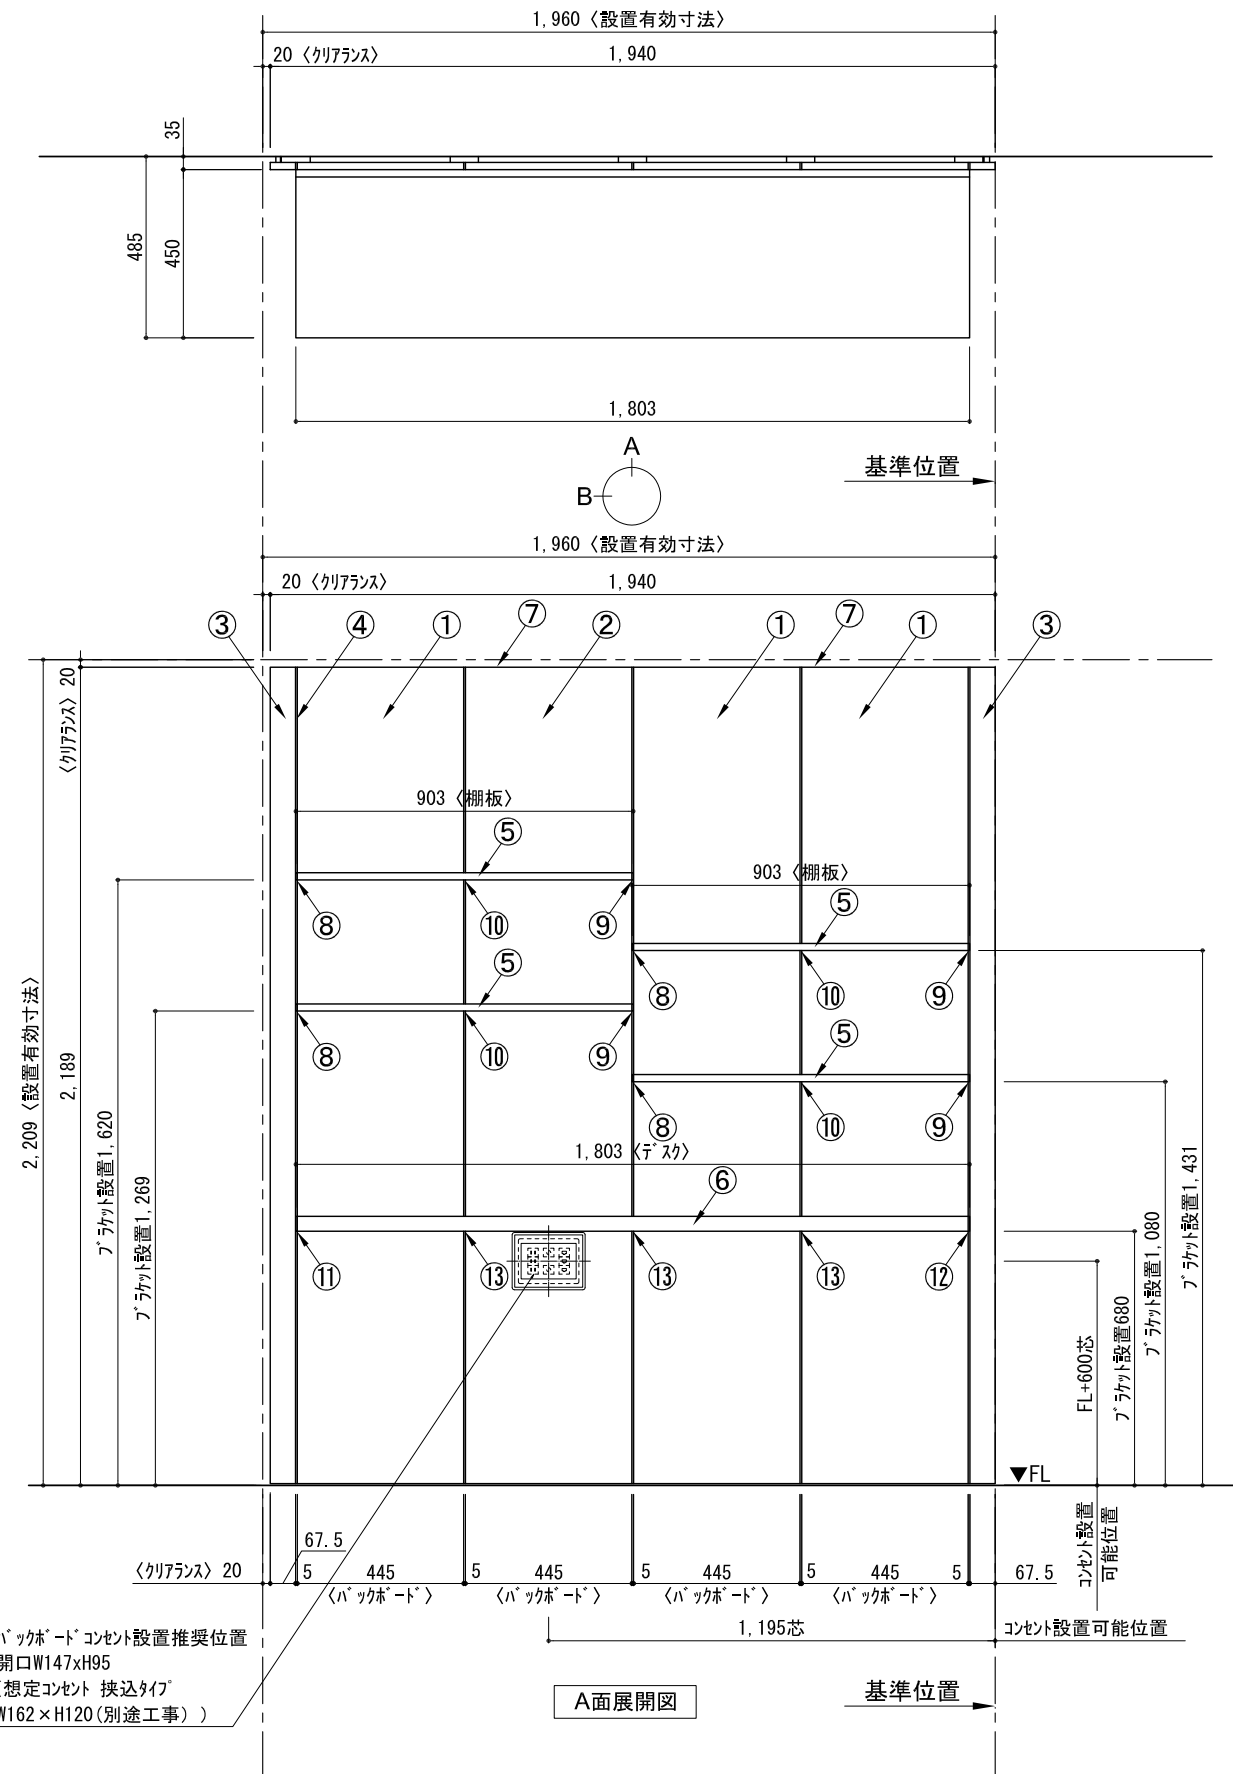 1,960〈設置有効寸法〉
20〈クリアランス〉
1,940
35
485
450
1,803
A
B
基準位置
1,960〈設置有効寸法〉
20〈クリアランス〉
1,940
③
④
①
⑦
②
①
⑦
①
③
〈クリアランス〉20
903〈棚板〉
⑤
903〈棚板〉
⑤
⑧
⑩
⑨
⑤
⑧
⑩
⑨
⑤
⑧
⑩
⑨
⑧
⑩
⑨
2,209〈設置有効寸法〉
2,189
ブラケット設置1,620
ブラケット設置1,269
1,803〈デスク〉
⑥
⑪
⑬
⑬
⑬
⑫
FL+600芯
ブラケット設置680
ブラケット設置1,080
ブラケット設置1,431
▼FL
コンセント設置
可能位置
67.5
〈クリアランス〉20
5
445
5
445
5
445
5
445
5
67.5
〈バックボード〉
〈バックボード〉
〈バックボード〉
〈バックボード〉
1,195芯
コンセント設置可能位置
バックボードコンセント設置推奨位置
開口W147xH95
想定コンセント 挟込タイプ
W162×H120(別途工事))
A面展開図
基準位置